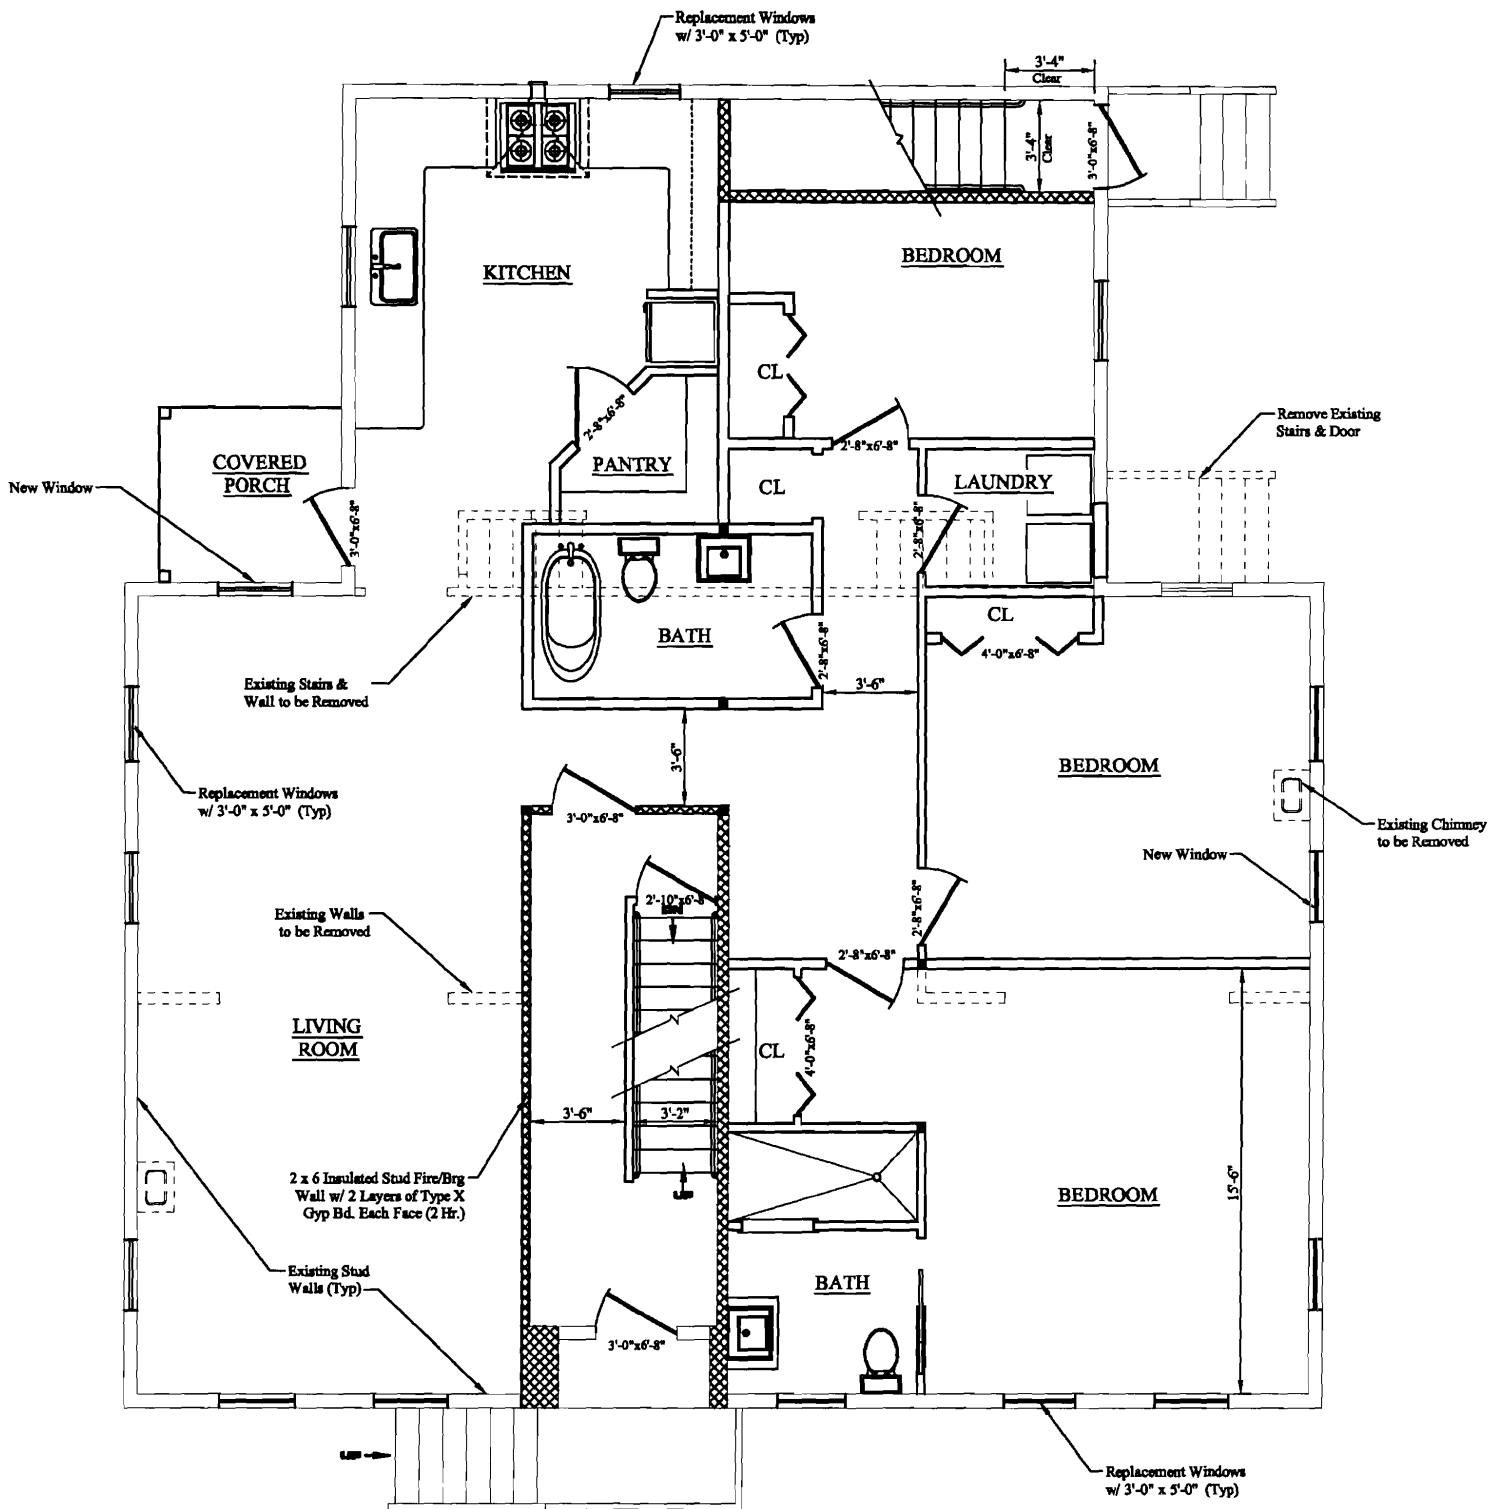 Replacement Windows
w/ 3'-0" x 5'-0" (Typ)
3'-4"
Clear
3'-4"
Clear
3'-0"x6'-8"
KITCHEN
BEDROOM
CL
2'-8"x6'-8"
2'-8"x6'-8"
Remove Existing
Stairs & Door
COVERED
PORCH
PANTRY
CL
LAUNDRY
New Window
3'-0"x6'-8"
2'-8"x6'-8"
BATH
2'-8"x6'-8"
CL
4'-0"x6'-8"
Existing Stairs &
Wall to be Removed
3'-6"
3'-6"
BEDROOM
Replacement Windows
w/ 3'-0" x 5'-0" (Typ)
3'-0"x6'-8"
Existing Chimney
to be Removed
New Window
2'-10"x6'-8"
2'-8"x6'-8"
Existing Walls
to be Removed
2'-8"x6'-8"
LIVING
ROOM
CL
4'-0"x6'-8"
3'-6"
3'-2"
2 x 6 Insulated Stud Fire/Brg
Wall w/ 2 Layers of Type X
Gyp Bd. Each Face (2 Hr.)
BEDROOM
15'-6"
Existing Stud
Walls (Typ)
BATH
3'-0"x6'-8"
Replacement Windows
w/ 3'-0" x 5'-0" (Typ)